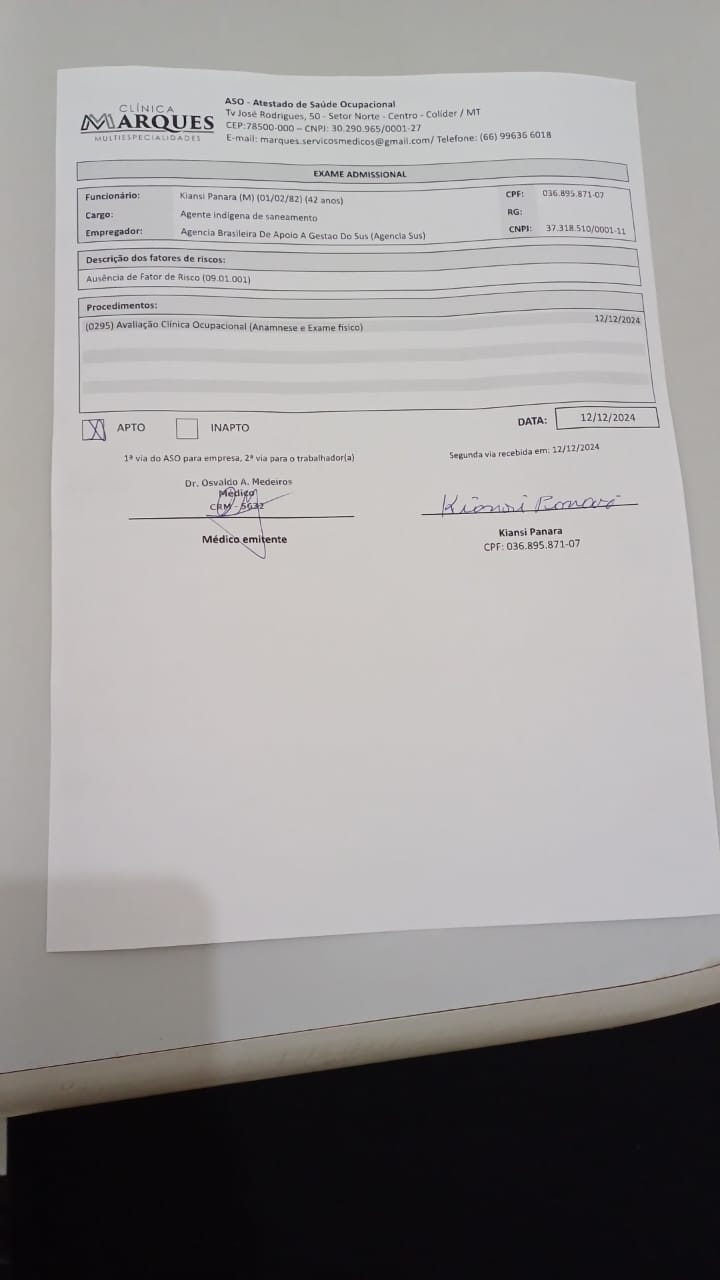 CLÍNICA
MARQUES
MULTIESPECIALIDADES
ASO - Atestado de Saúde Ocupacional
Tv José Rodrigues, 50 - Setor Norte - Centro - Colider / MT
CEP:78500-000 – CNPJ: 30.290.965/0001-27
E-mail: marques.servicosmedicos@gmail.com/ Telefone: (66) 99636 6018
EXAME ADMISSIONAL
Funcionário: Kiansi Panara (M) (01/02/82) (42 anos) CPF: 036.895.871-07
Cargo: Agente indígena de saneamento RG:
Empregador: Agencia Brasileira De Apoio A Gestao Do Sus (Agencia Sus) CNPI: 37.318.510/0001-11
Descrição dos fatores de riscos:
Ausência de Fator de Risco (09.01.001)
Procedimentos:
(0295) Avaliação Clínica Ocupacional (Anamnese e Exame físico) 12/12/2024
X APTO INAPTO DATA: 12/12/2024
1ª via do ASO para empresa, 2ª via para o trabalhador(a) Segunda via recebida em: 12/12/2024
Dr. Osvaldo A. Medeiros
Médico
CRM - 5632
Médico emitente
Kiansi Panará
Kiansi Panara
CPF: 036.895.871-07